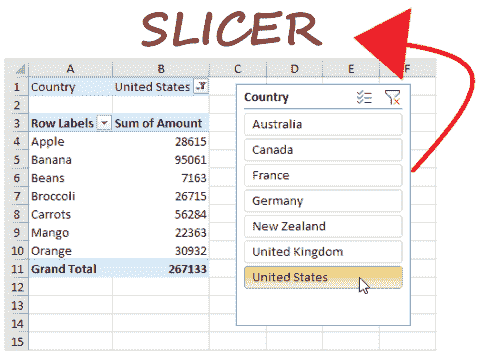 SLICER
A B C D E F
1 Country United States
2
3 Row Labels Sum of Amount
4 Apple 28615
5 Banana 95061
6 Beans 7163
7 Broccoli 26715
8 Carrots 56284
9 Mango 22363
10 Orange 30932
11 Grand Total 267133
12
13
14
15
Country
Australia
Canada
France
Germany
New Zealand
United Kingdom
United States